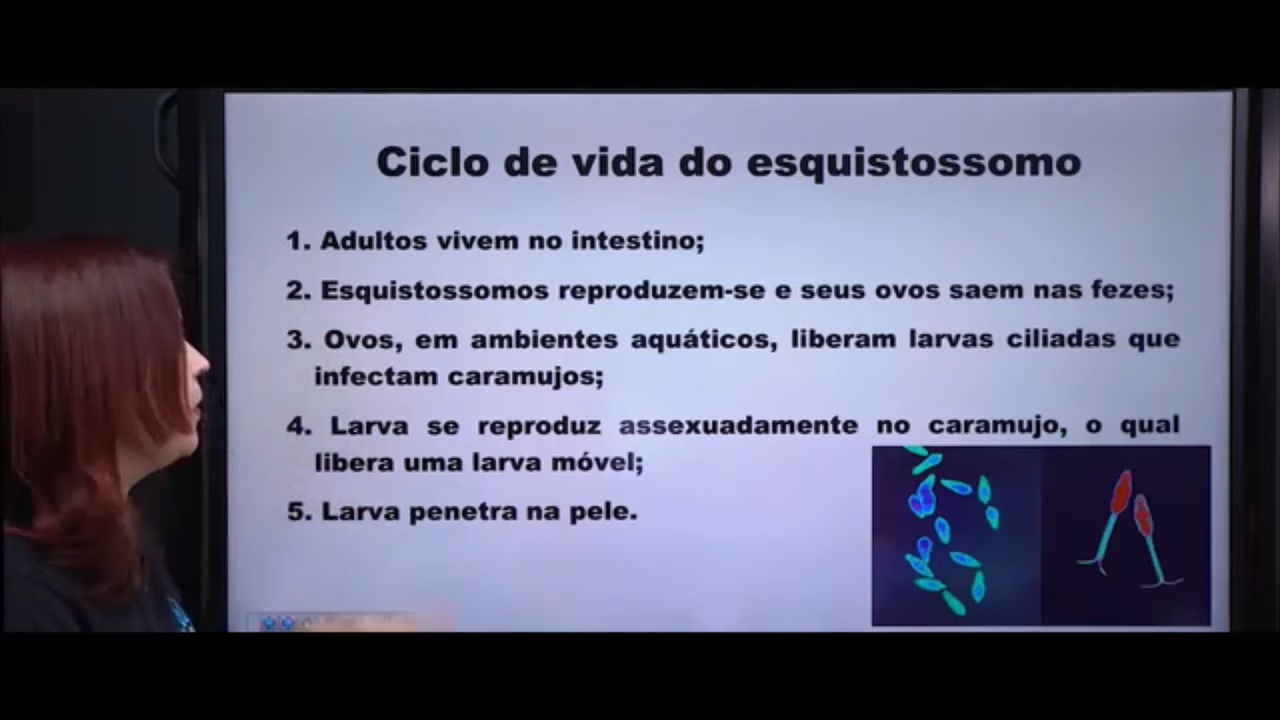 Ciclo de vida do esquistossomo
1. Adultos vivem no intestino;
2. Esquistossomos reproduzem-se e seus ovos saem nas fezes;
3. Ovos, em ambientes aquáticos, liberam larvas ciliadas que
infectam caramujos;
4. Larva se reproduz assexuadamente no caramujo, o qual
libera uma larva móvel;
5. Larva penetra na pele.